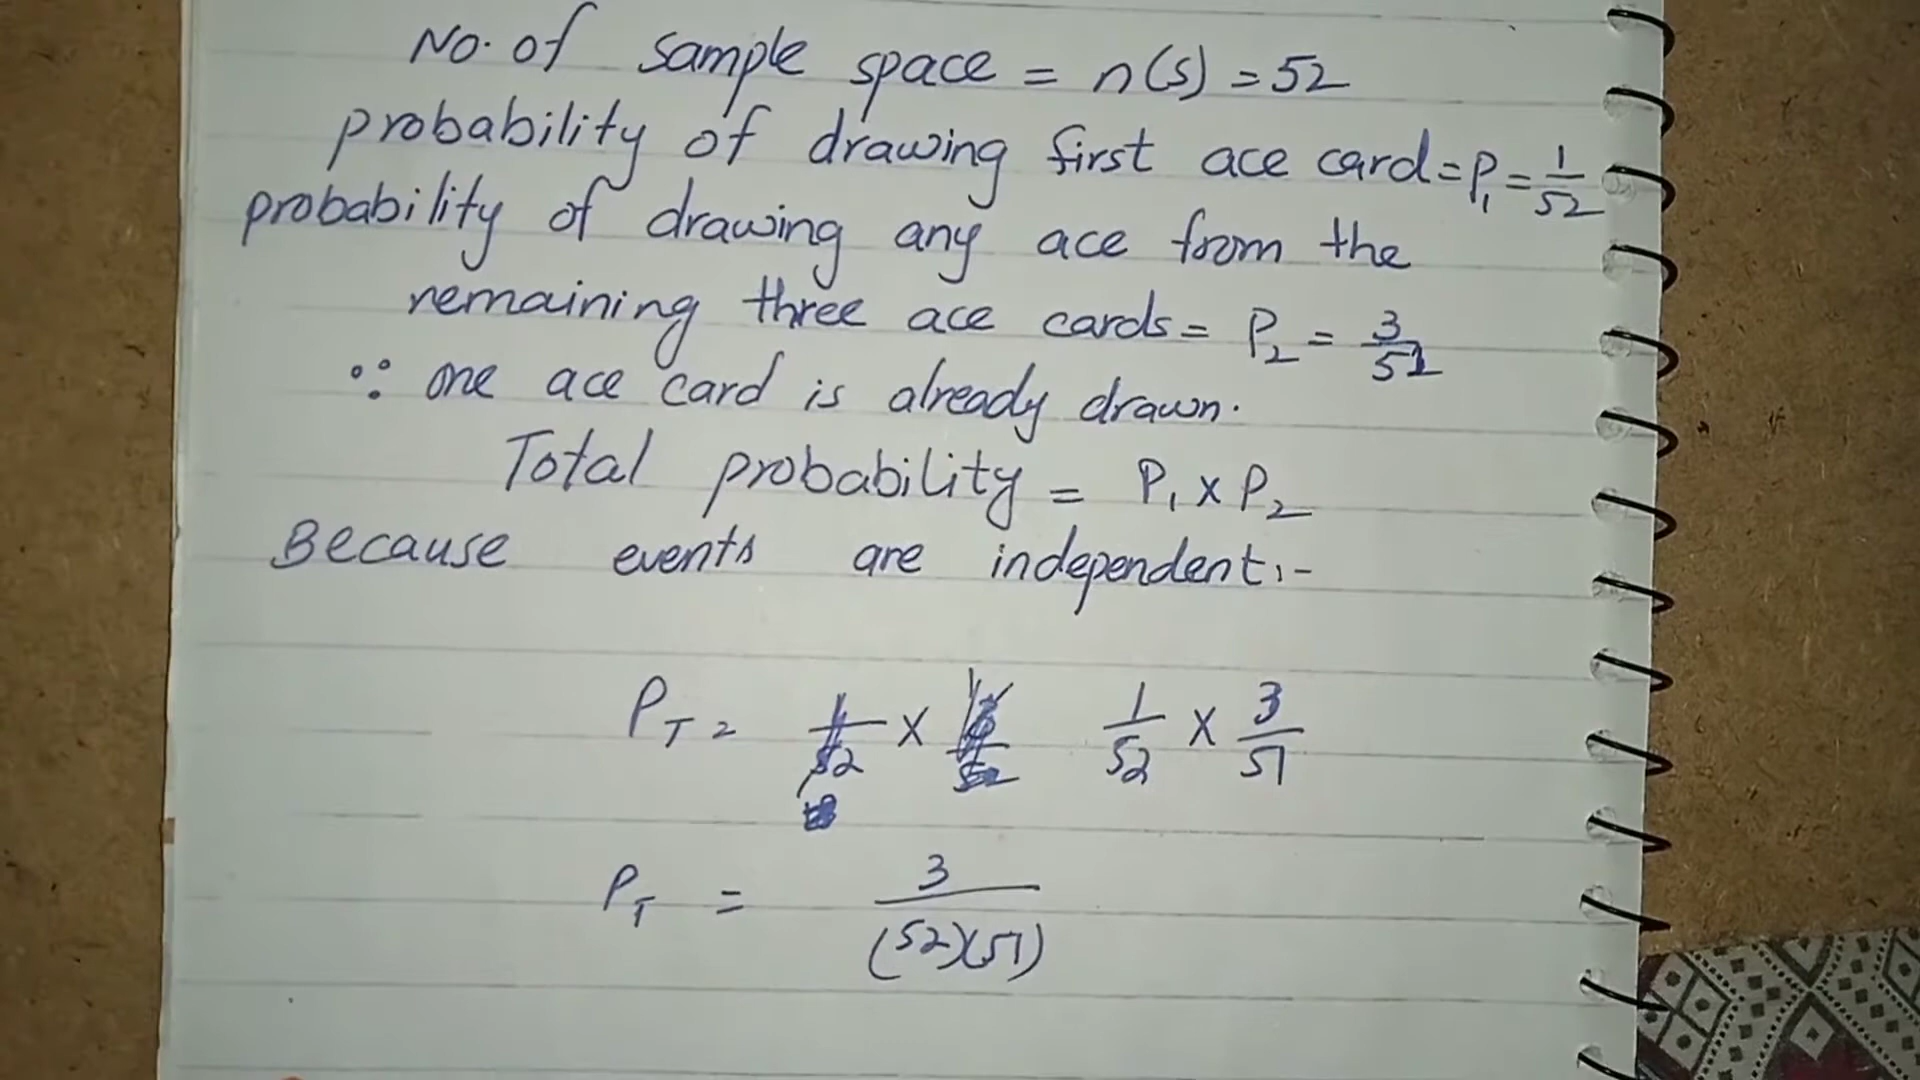 No. of sample space = n(s) = 52
probability of drawing first ace card = P₁ = 1/52
probability of drawing any ace from the
remaining three ace cards = P₂ = 3/51
∵ one ace card is already drawn.
Total probability = P₁ x P₂
Because events are independent:-
P_T = 1/52 x 3/51
P_T = 3/(52)(51)